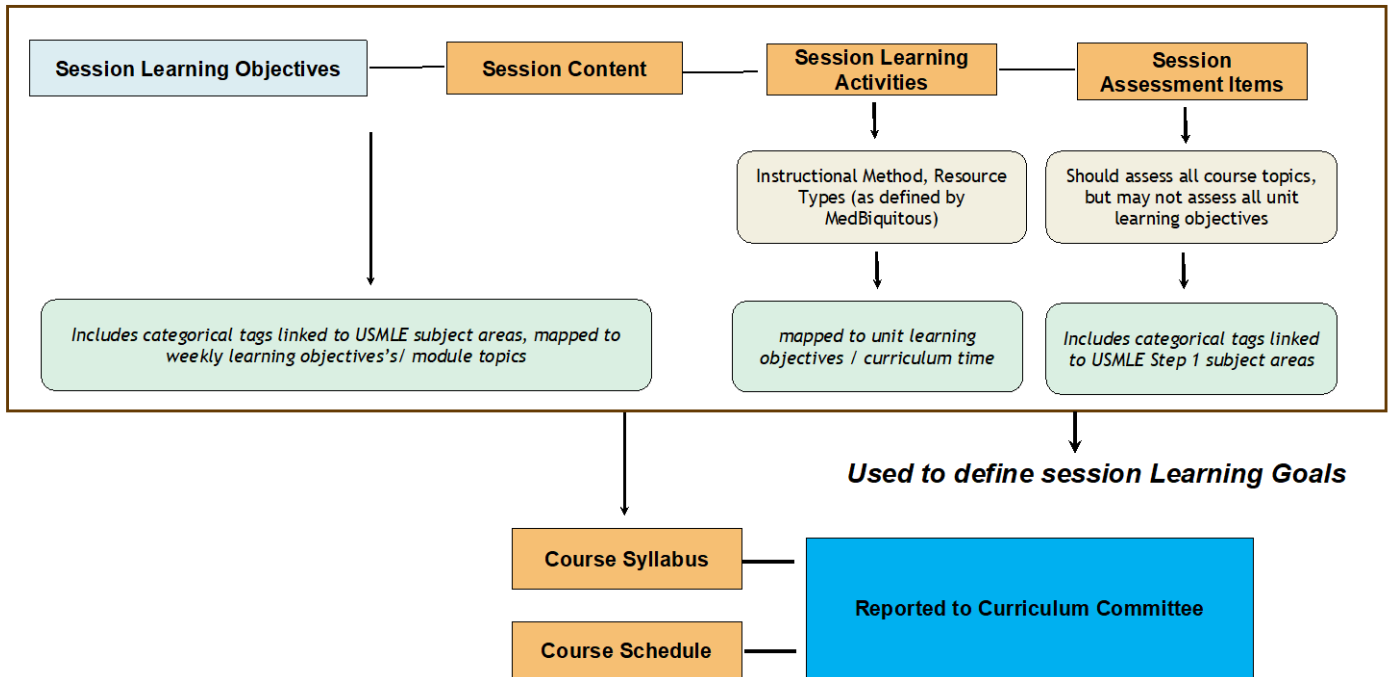 Session Learning Objectives
Session Content
Session Learning
Activities
Session
Assessment Items
Instructional Method, Resource
Types (as defined by
MedBiquitous)
Should assess all course topics,
but may not assess all unit
learning objectives
Includes categorical tags linked to USMLE subject areas, mapped to
weekly learning objectives's/ module topics
mapped to unit learning
objectives / curriculum time
Includes categorical tags linked
to USMLE Step 1 subject areas
Used to define session Learning Goals
Course Syllabus
Reported to Curriculum Committee
Course Schedule